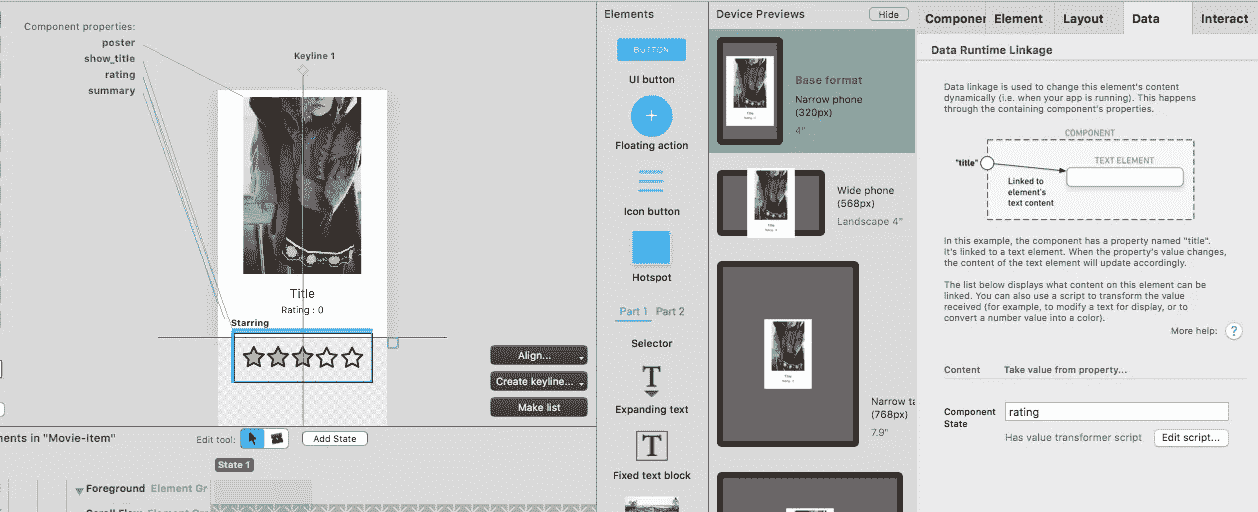 Component properties:
poster
show_title
rating
summary
Keyline 1
Title
Rating : 0
Starring
Align...
Create keyline...
Make list
ments in "Movie-item"
Edit tool:
Add State
State 1
Foreground Element Gr
Elements
BUTTON
UI button
Floating action
Icon button
Hotspot
Part 1 Part 2
Selector
T
Expanding text
T
Fixed text block
Device Previews
Hide
Base format
Narrow phone
(320px)
4"
Wide phone
(568px)
Landscape 4"
Narrow ta
(768px)
7.9"
Componer Element Layout Data Interact
Data Runtime Linkage
Data linkage is used to change this element's content
dynamically (i.e. when your app is running). This happens
through the containing component's properties.
COMPONENT
"title"
TEXT ELEMENT
Linked to
element's
text content
In this example, the component has a property named "title".
It's linked to a text element. When the property's value changes,
the content of the text element will update accordingly.
The list below displays what content on this element can be
linked. You can also use a script to transform the value
received (for example, to modify a text for display, or to
convert a number value into a color).
More help: ?
Content Take value from property...
Component
State
rating
Has value transformer script
Edit script...